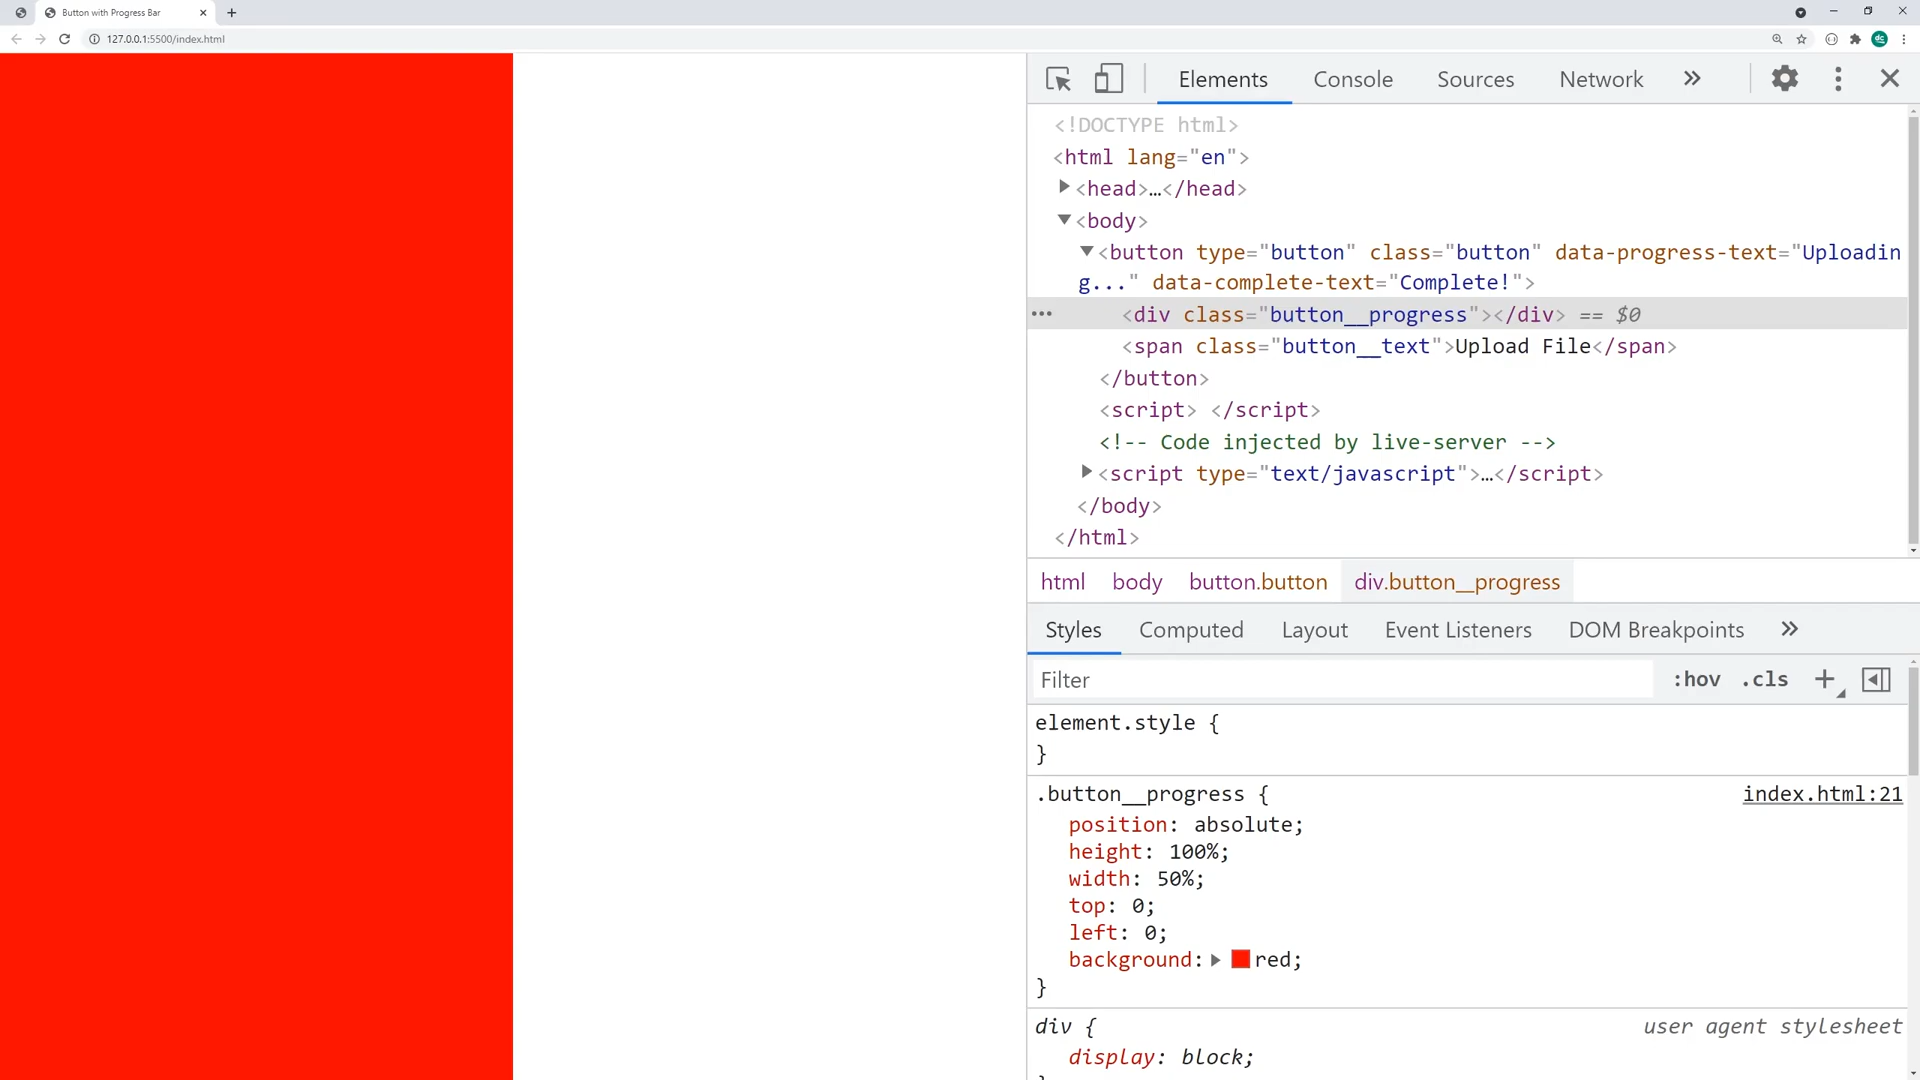 Button with Progress Bar
127.0.0.1:5500/index.html
dc
Elements Console Sources Network
<!DOCTYPE html>
<html lang="en">
<head>…</head>
<body>
<button type="button" class="button" data-progress-text="Uploadin
g..." data-complete-text="Complete!">
<div class="button__progress"></div> == $0
<span class="button__text">Upload File</span>
</button>
<script> </script>
<!-- Code injected by live-server -->
<script type="text/javascript">…</script>
</body>
</html>
html body button.button div.button__progress
Styles Computed Layout Event Listeners DOM Breakpoints
Filter :hov .cls
element.style {
}
.button__progress { index.html:21
position: absolute;
height: 100%;
width: 50%;
top: 0;
left: 0;
background: red;
}
div { user agent stylesheet
display: block;